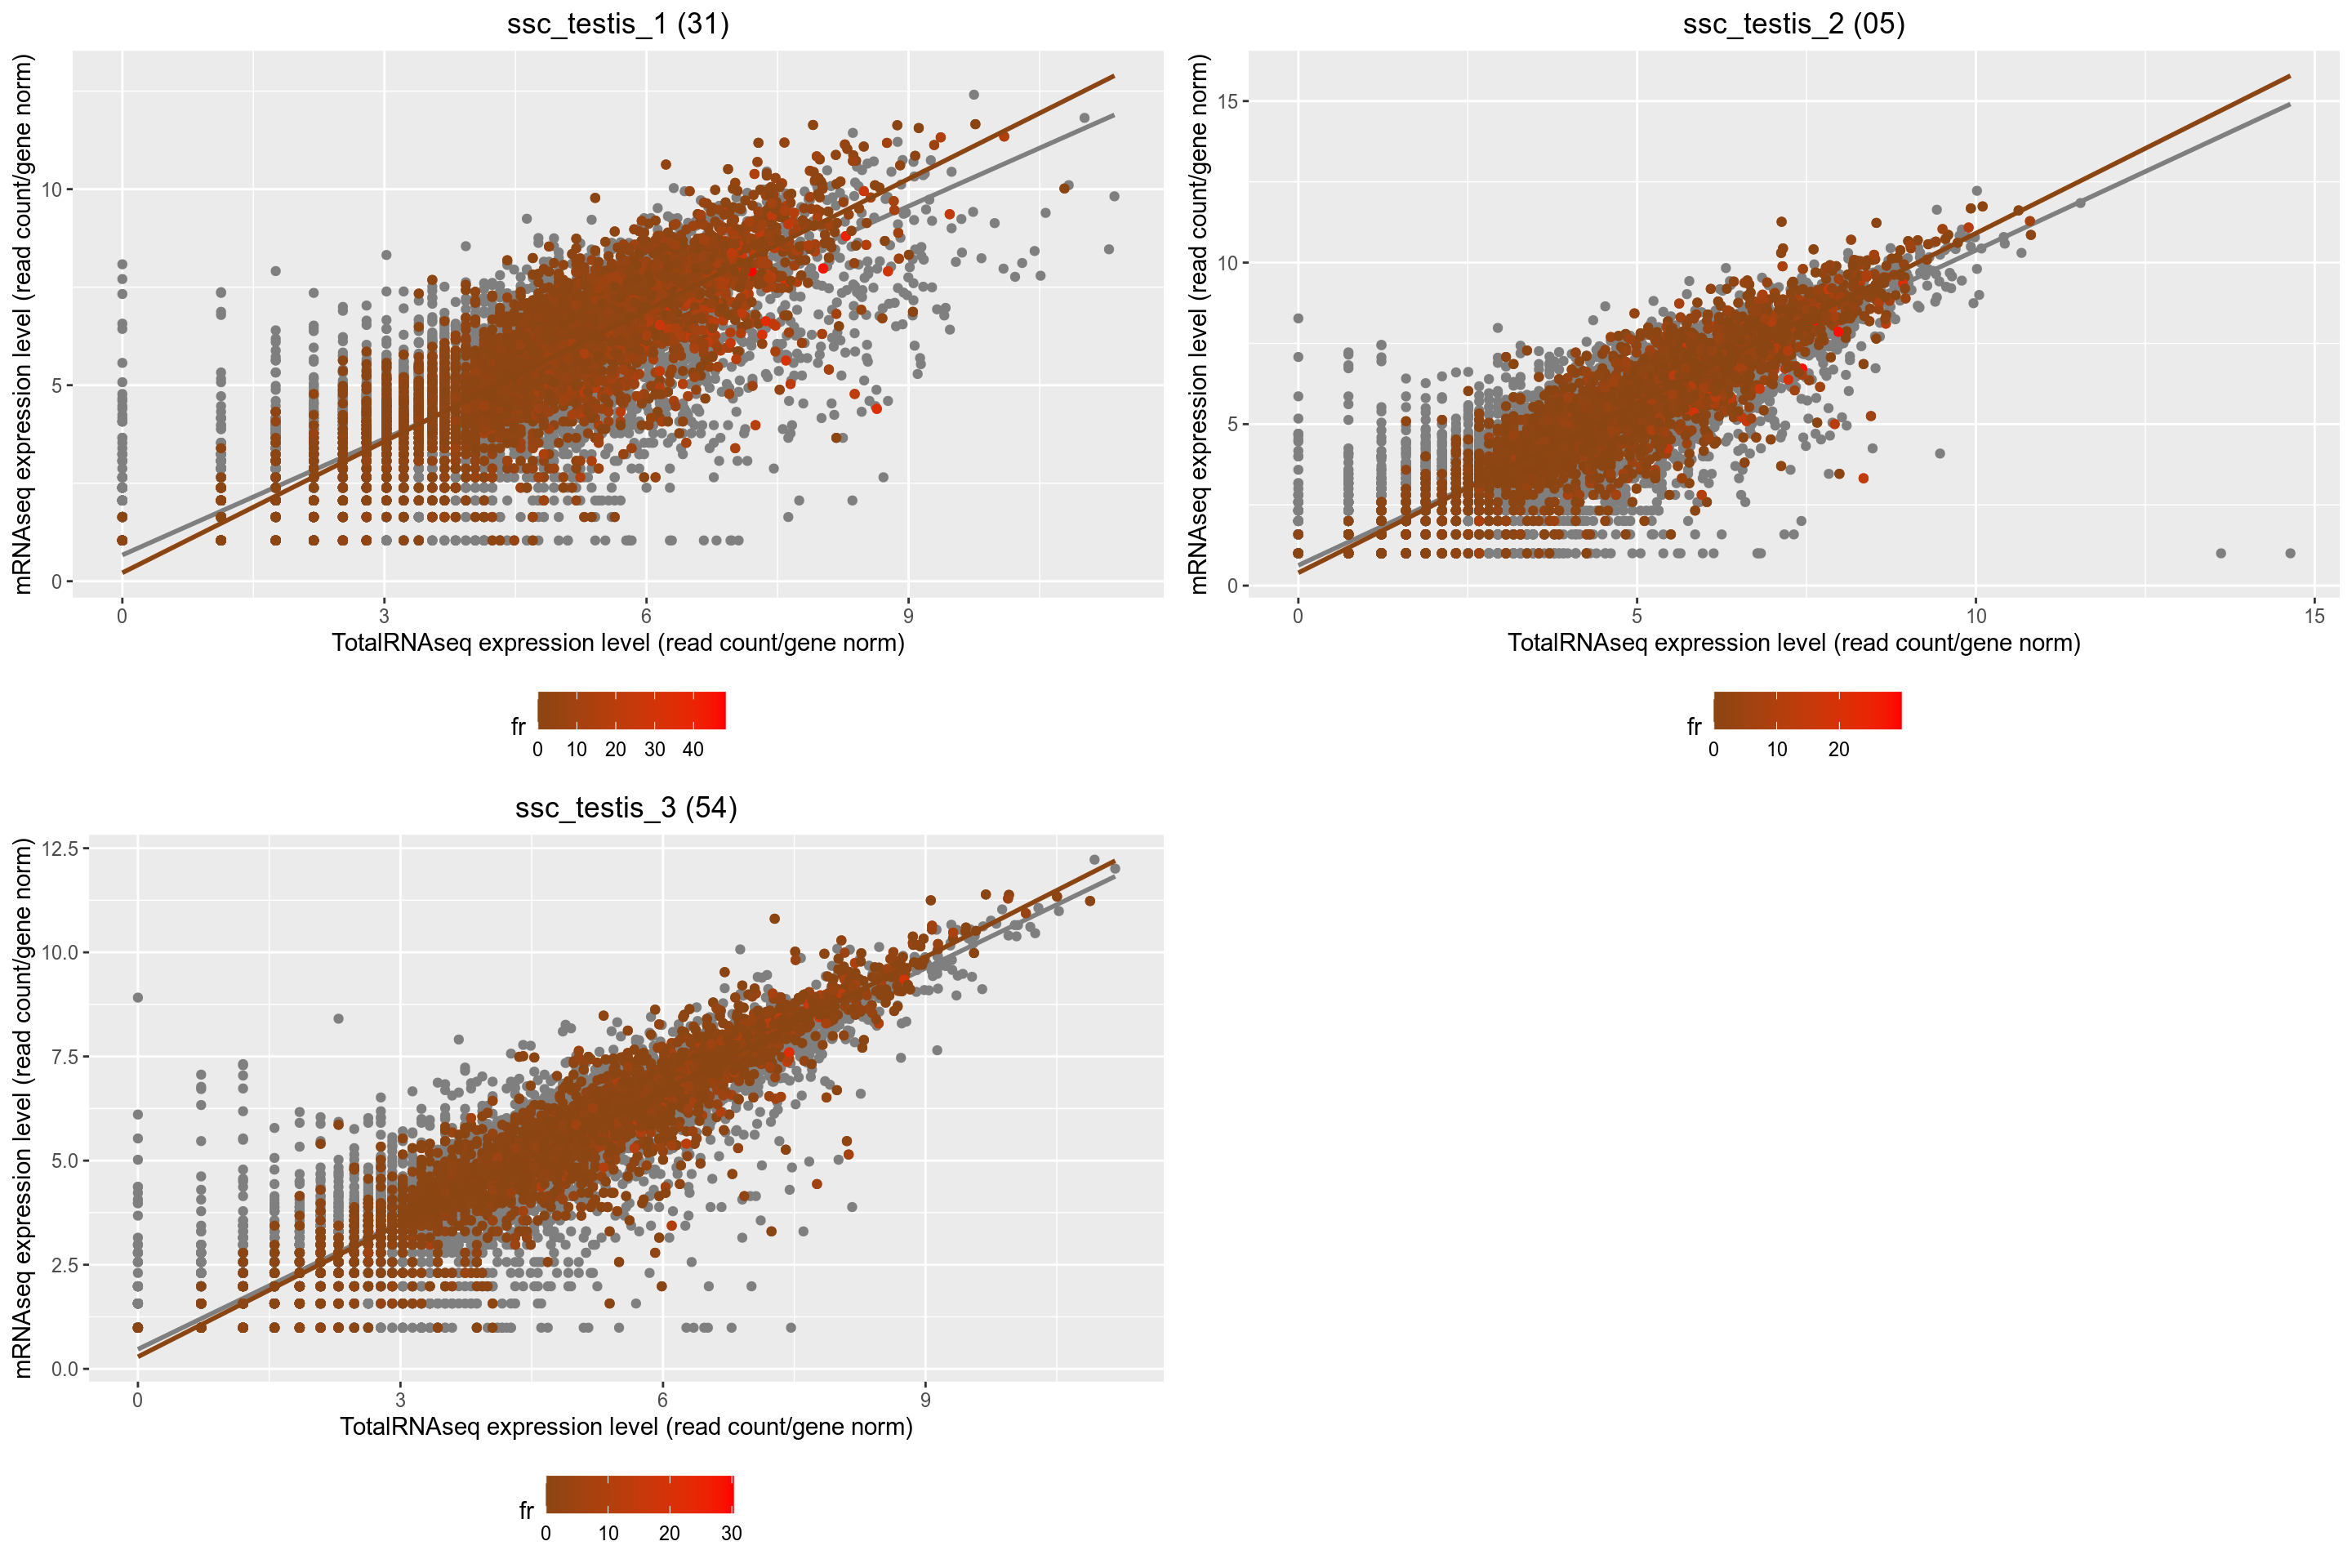 ssc_testis_1 (31)
mRNAseq expression level (read count/gene norm)
10
5
0
0 3 6 9
TotalRNAseq expression level (read count/gene norm)
fr
0 10 20 30 40
ssc_testis_2 (05)
mRNAseq expression level (read count/gene norm)
15
10
5
0
0 5 10 15
TotalRNAseq expression level (read count/gene norm)
fr
0 10 20
ssc_testis_3 (54)
mRNAseq expression level (read count/gene norm)
12.5
10.0
7.5
5.0
2.5
0.0
0 3 6 9
TotalRNAseq expression level (read count/gene norm)
fr
0 10 20 30